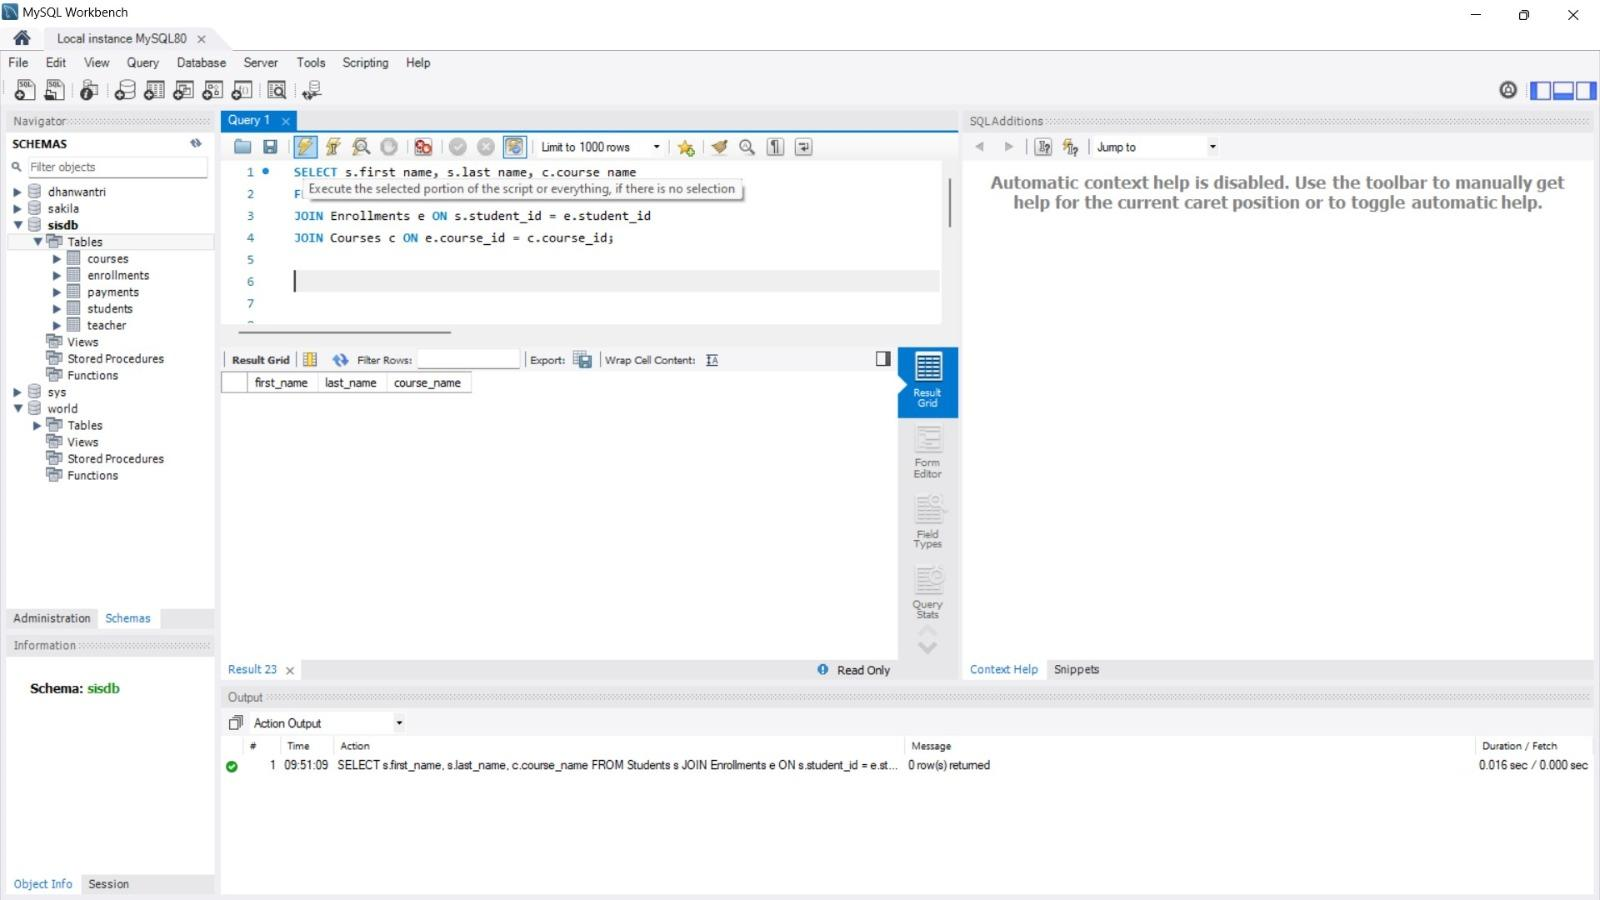 MySQL Workbench
Local instance MySQL80
File Edit View Query Database Server Tools Scripting Help
Navigator
SCHEMAS
Filter objects
dhanwantri
sakila
sisdb
Tables
courses
enrollments
payments
students
teacher
Views
Stored Procedures
Functions
sys
world
Tables
Views
Stored Procedures
Functions
Administration Schemas
Information
Schema: sisdb
Object Info Session
Query 1
Limit to 1000 rows
1 SELECT s.first_name, s.last_name, c.course_name
Execute the selected portion of the script or everything, if there is no selection
2
3 JOIN Enrollments e ON s.student_id = e.student_id
4 JOIN Courses c ON e.course_id = c.course_id;
5
6
7
Result Grid Filter Rows: Export: Wrap Cell Content:
first_name last_name course_name
Result Grid
Form Editor
Field Types
Query Stats
Result 23 Read Only
SQLAdditions
Jump to
Automatic context help is disabled. Use the toolbar to manually get
help for the current caret position or to toggle automatic help.
Context Help Snippets
Output
Action Output
# Time Action Message Duration / Fetch
1 09:51:09 SELECT s.first_name, s.last_name, c.course_name FROM Students s JOIN Enrollments e ON s.student_id = e.st... 0 row(s) returned 0.016 sec / 0.000 sec